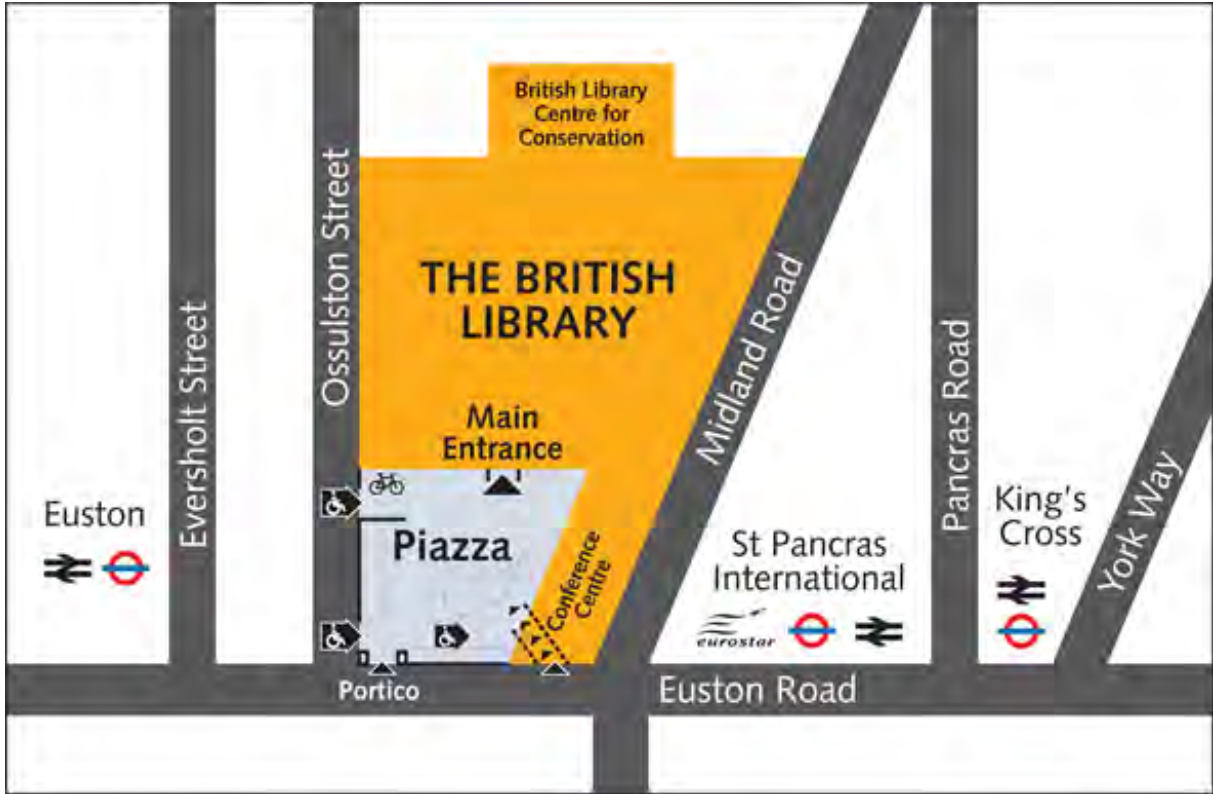 British Library
Centre for
Conservation
THE BRITISH
LIBRARY
Main
Entrance
Piazza
Conference
Centre
Portico
Eversholt Street
Ossulston Street
Midland Road
Pancras Road
York Way
Euston Road
Euston
St Pancras
International
eurostar
King's
Cross